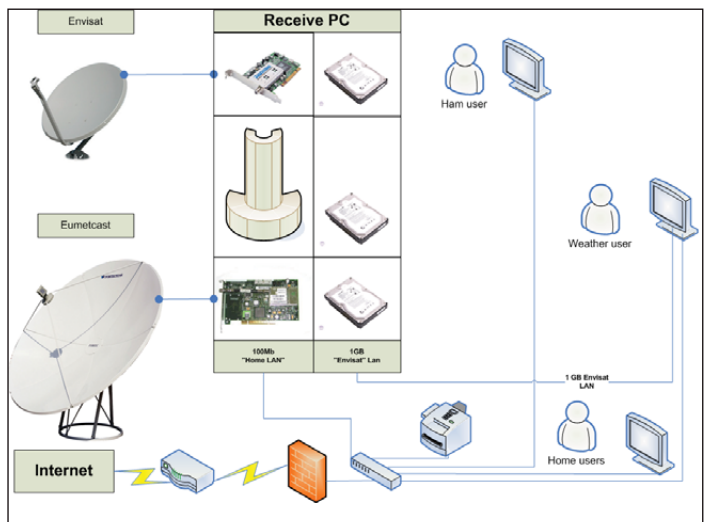 Envisat
Receive PC
Ham user
Weather user
Eumetcast
100Mb
"Home LAN"
1GB
"Envisat" Lan
1 GB Envisat
LAN
Home users
Internet